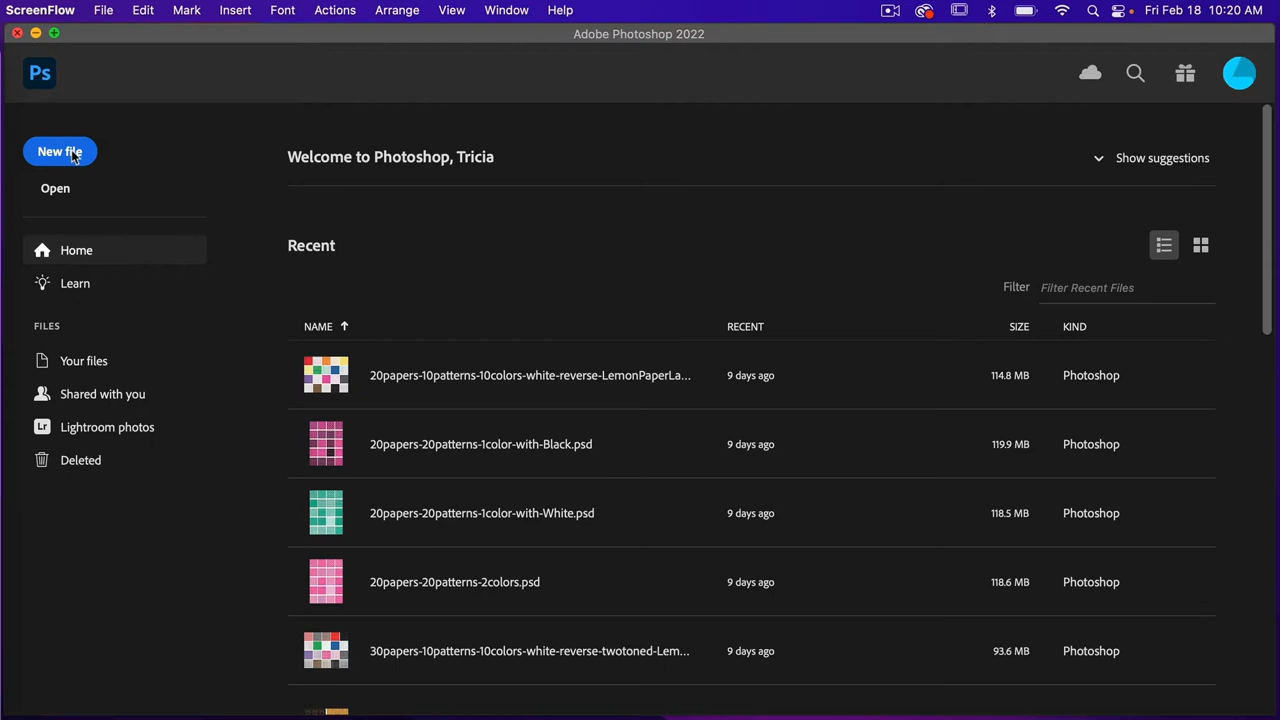 ScreenFlow File Edit Mark Insert Font Actions Arrange View Window Help Fri Feb 18 10:20 AM
Adobe Photoshop 2022
Ps
New file
Open
Home
Learn
FILES
Your files
Shared with you
Lr Lightroom photos
Deleted
Welcome to Photoshop, Tricia
Show suggestions
Recent
Filter Filter Recent Files
NAME RECENT SIZE KIND
20papers-10patterns-10colors-white-reverse-LemonPaperLa... 9 days ago 114.8 MB Photoshop
20papers-20patterns-1color-with-Black.psd 9 days ago 119.9 MB Photoshop
20papers-20patterns-1color-with-White.psd 9 days ago 118.5 MB Photoshop
20papers-20patterns-2colors.psd 9 days ago 118.6 MB Photoshop
30papers-10patterns-10colors-white-reverse-twotoned-Lem... 9 days ago 93.6 MB Photoshop